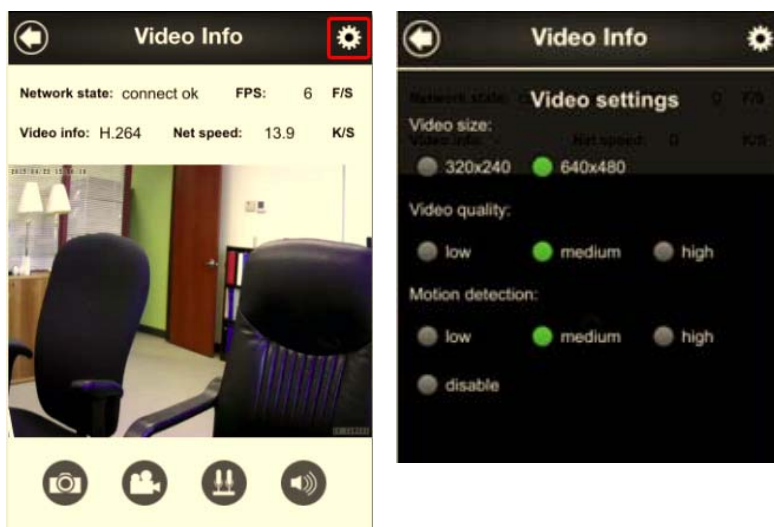 Video Info
Network state: connect ok FPS: 6 F/S
Video info: H.264 Net speed: 13.9 K/S
Video Info
Video settings
Video size:
320x240 640x480
Video quality:
low medium high
Motion detection:
low medium high
disable